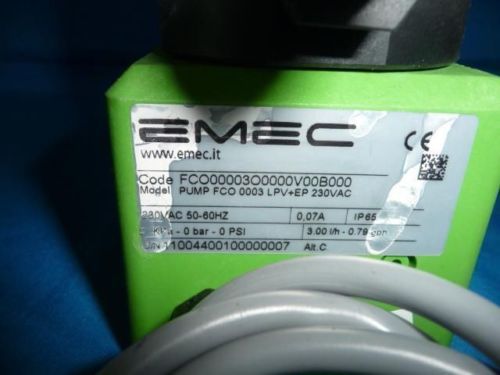 EMEC
www.emec.it
CE
Code FCO00003O0000V00B000
Model PUMP FCO 0003 LPV+EP 230VAC
230VAC 50-60HZ 0,07A IP65
KPa - 0 bar - 0 PSI 3.00 l/h - 0.79 gph
11004400100000007 Alt.C